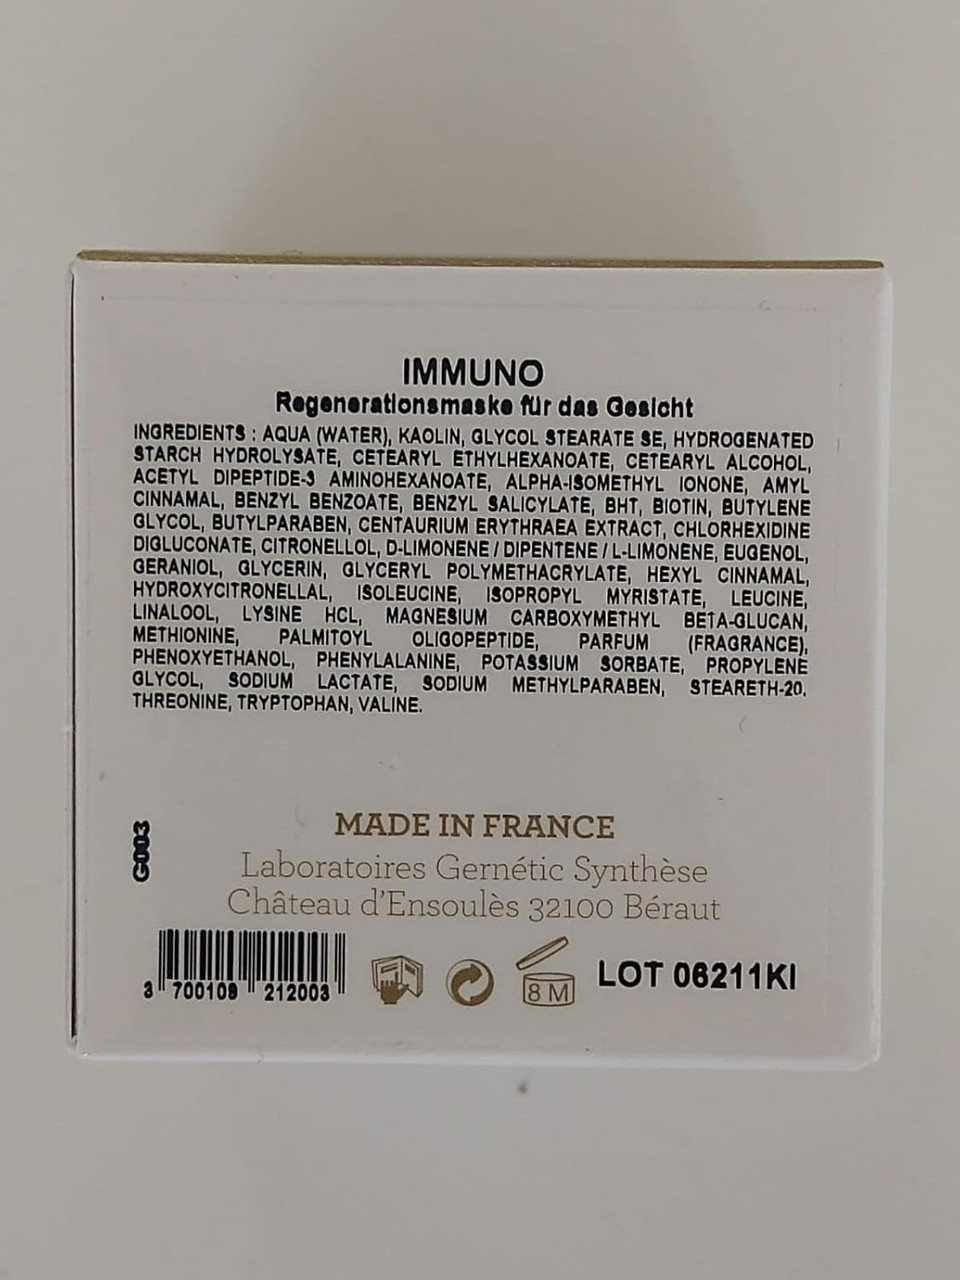 IMMUNO
Regenerationsmaske für das Gesicht
INGREDIENTS : AQUA (WATER), KAOLIN, GLYCOL STEARATE SE, HYDROGENATED
STARCH HYDROLYSATE, CETEARYL ETHYLHEXANOATE, CETEARYL ALCOHOL,
ACETYL DIPEPTIDE-3 AMINOHEXANOATE, ALPHA-ISOMETHYL IONONE, AMYL
CINNAMAL, BENZYL BENZOATE, BENZYL SALICYLATE, BHT, BIOTIN, BUTYLENE
GLYCOL, BUTYLPARABEN, CENTAURIUM ERYTHRAEA EXTRACT, CHLORHEXIDINE
DIGLUCONATE, CITRONELLOL, D-LIMONENE / DIPENTENE / L-LIMONENE, EUGENOL,
GERANIOL, GLYCERIN, GLYCERYL POLYMETHACRYLATE, HEXYL CINNAMAL,
HYDROXYCITRONELLAL, ISOLEUCINE, ISOPROPYL MYRISTATE, LEUCINE,
LINALOOL, LYSINE HCL, MAGNESIUM CARBOXYMETHYL BETA-GLUCAN,
METHIONINE, PALMITOYL OLIGOPEPTIDE, PARFUM (FRAGRANCE),
PHENOXYETHANOL, PHENYLALANINE, POTASSIUM SORBATE, PROPYLENE
GLYCOL, SODIUM LACTATE, SODIUM METHYLPARABEN, STEARETH-20,
THREONINE, TRYPTOPHAN, VALINE.
G003
MADE IN FRANCE
Laboratoires Gernétic Synthèse
Château d'Ensoulès 32100 Béraut
3 700109 212003
8 M
LOT 06211KI